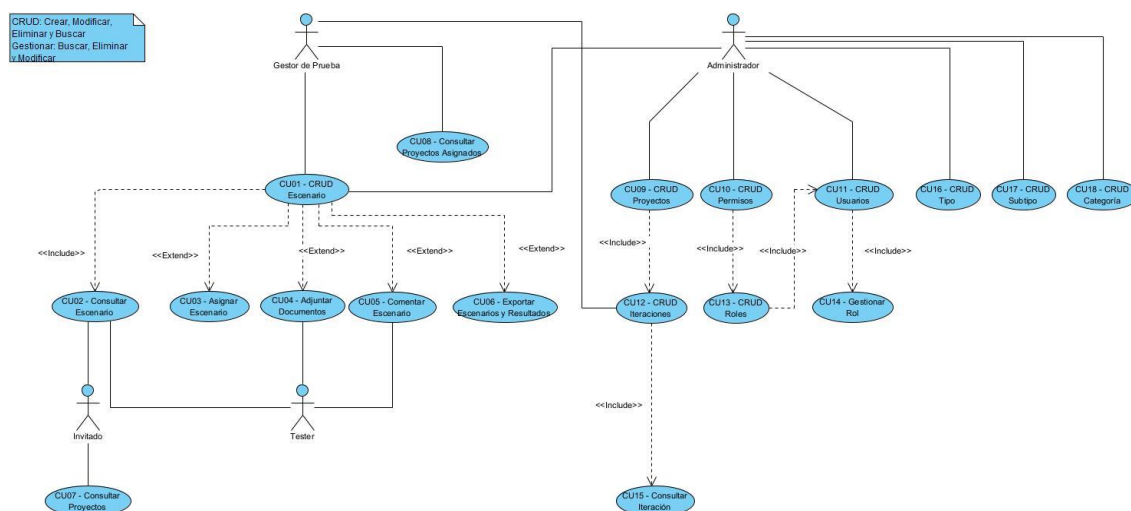 CRUD: Crear, Modificar,
Eliminar y Buscar
Gestionar: Buscar, Eliminar
y Modificar
Gestor de Prueba
Administrador
CU08 - Consultar
Proyectos Asignados
CU01 - CRUD
Escenario
CU09 - CRUD
Proyectos
CU10 - CRUD
Permisos
CU11 - CRUD
Usuarios
CU16 - CRUD
Tipo
CU17 - CRUD
Subtipo
CU18 - CRUD
Categoría
<<Include>>
<<Extend>>
<<Extend>>
<<Extend>>
<<Extend>>
<<Include>>
<<Include>>
<<Include>>
<<Include>>
CU02 - Consultar
Escenario
CU03 - Asignar
Escenario
CU04 - Adjuntar
Documentos
CU05 - Comentar
Escenario
CU06 - Exportar
Escenarios y Resultados
CU12 - CRUD
Iteraciones
CU13 - CRUD
Roles
CU14 - Gestionar
Rol
<<Include>>
Invitado
Tester
CU07 - Consultar
Proyectos
CU15 - Consultar
Iteración